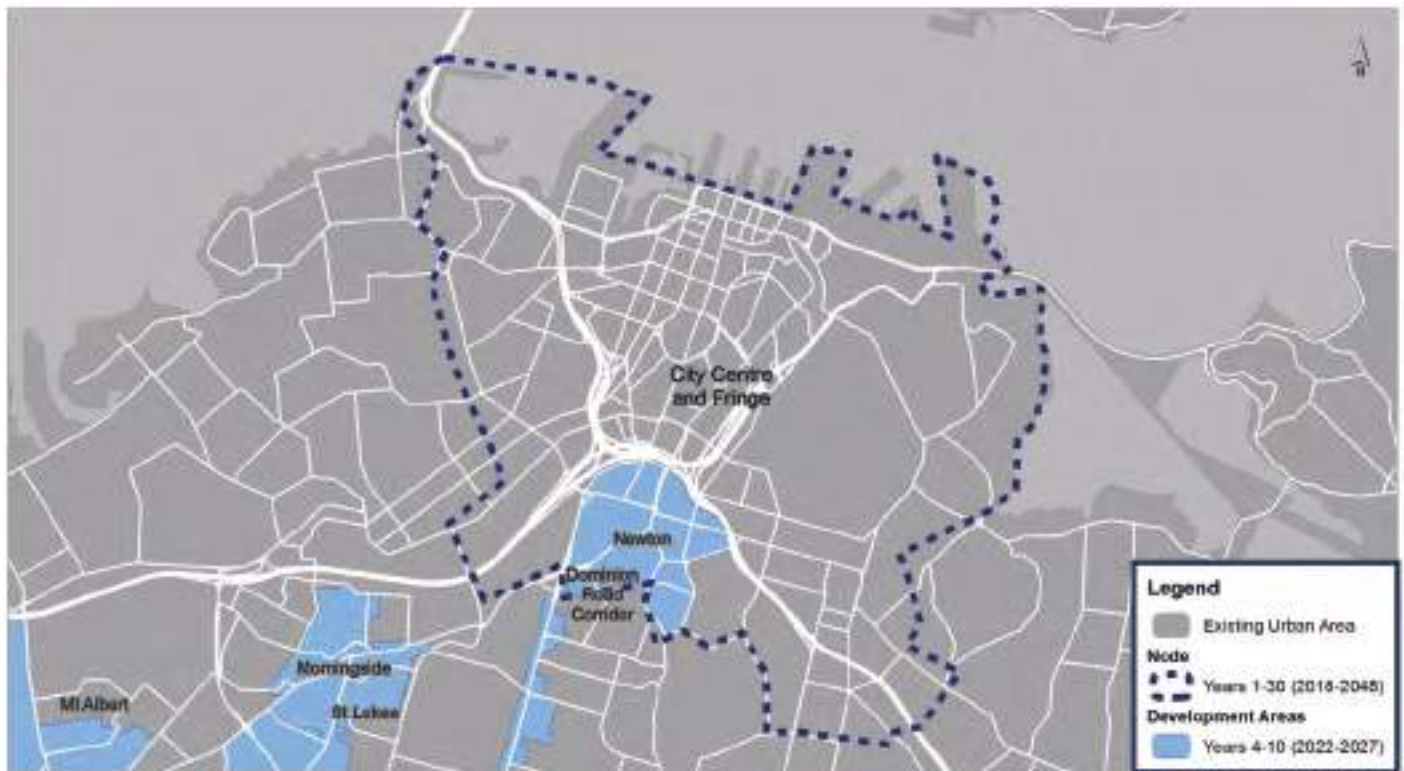 City Centre
and Fringe
Newton
Dominion
Road
Corridor
Morningside
St Lukes
Mt Albert
Legend
Existing Urban Area
Node
Years 1-30 (2018-2048)
Development Areas
Years 4-10 (2022-2027)